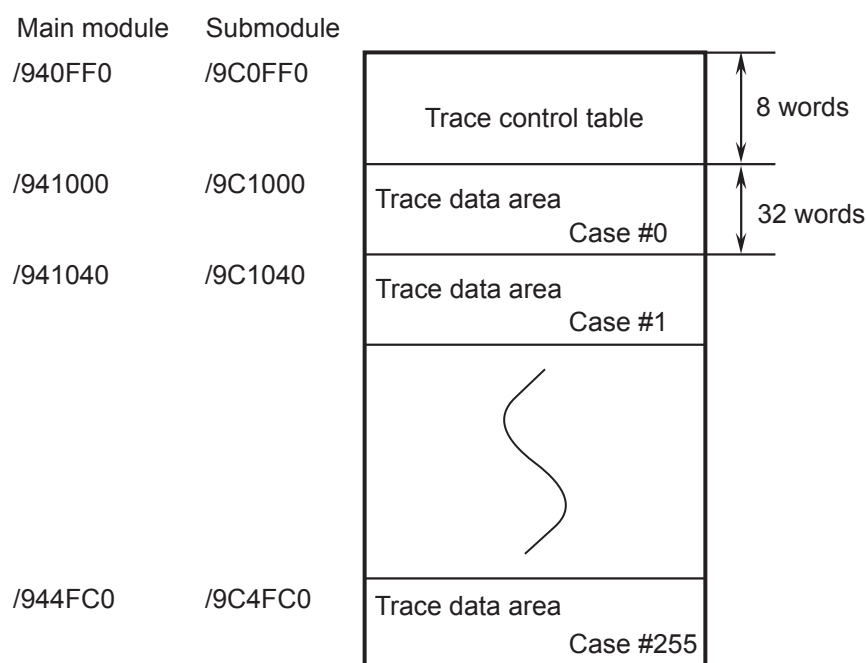 Main module Submodule
/940FF0 /9C0FF0
Trace control table
8 words
/941000 /9C1000
Trace data area
Case #0
32 words
/941040 /9C1040
Trace data area
Case #1
/944FC0 /9C4FC0
Trace data area
Case #255